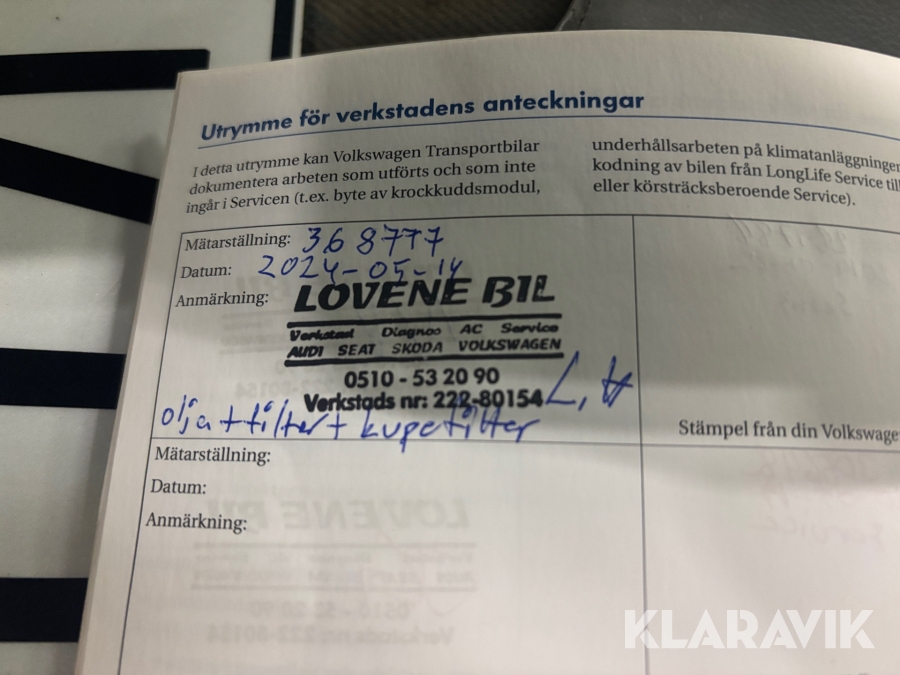 Utrymme för verkstadens anteckningar
I detta utrymme kan Volkswagen Transportbilar
dokumentera arbeten som utförts och som inte
ingår i Servicen (t.ex. byte av krockkuddsmodul,
underhållsarbeten på klimatanläggningen
kodning av bilen från LongLife Service till
eller körsträcksberoende Service).
Mätarställning: 368777
Datum: 2024-05-14
Anmärkning: LOVENE BIL
Verkstad Diagnos AC Service
AUDI SEAT SKODA VOLKSWAGEN
0510 - 53 20 90
Verkstads nr: 222-80154
olja + filter + kupefilter
Stämpel från din Volkswage
Mätarställning:
Datum:
Anmärkning:
KLARAVIK